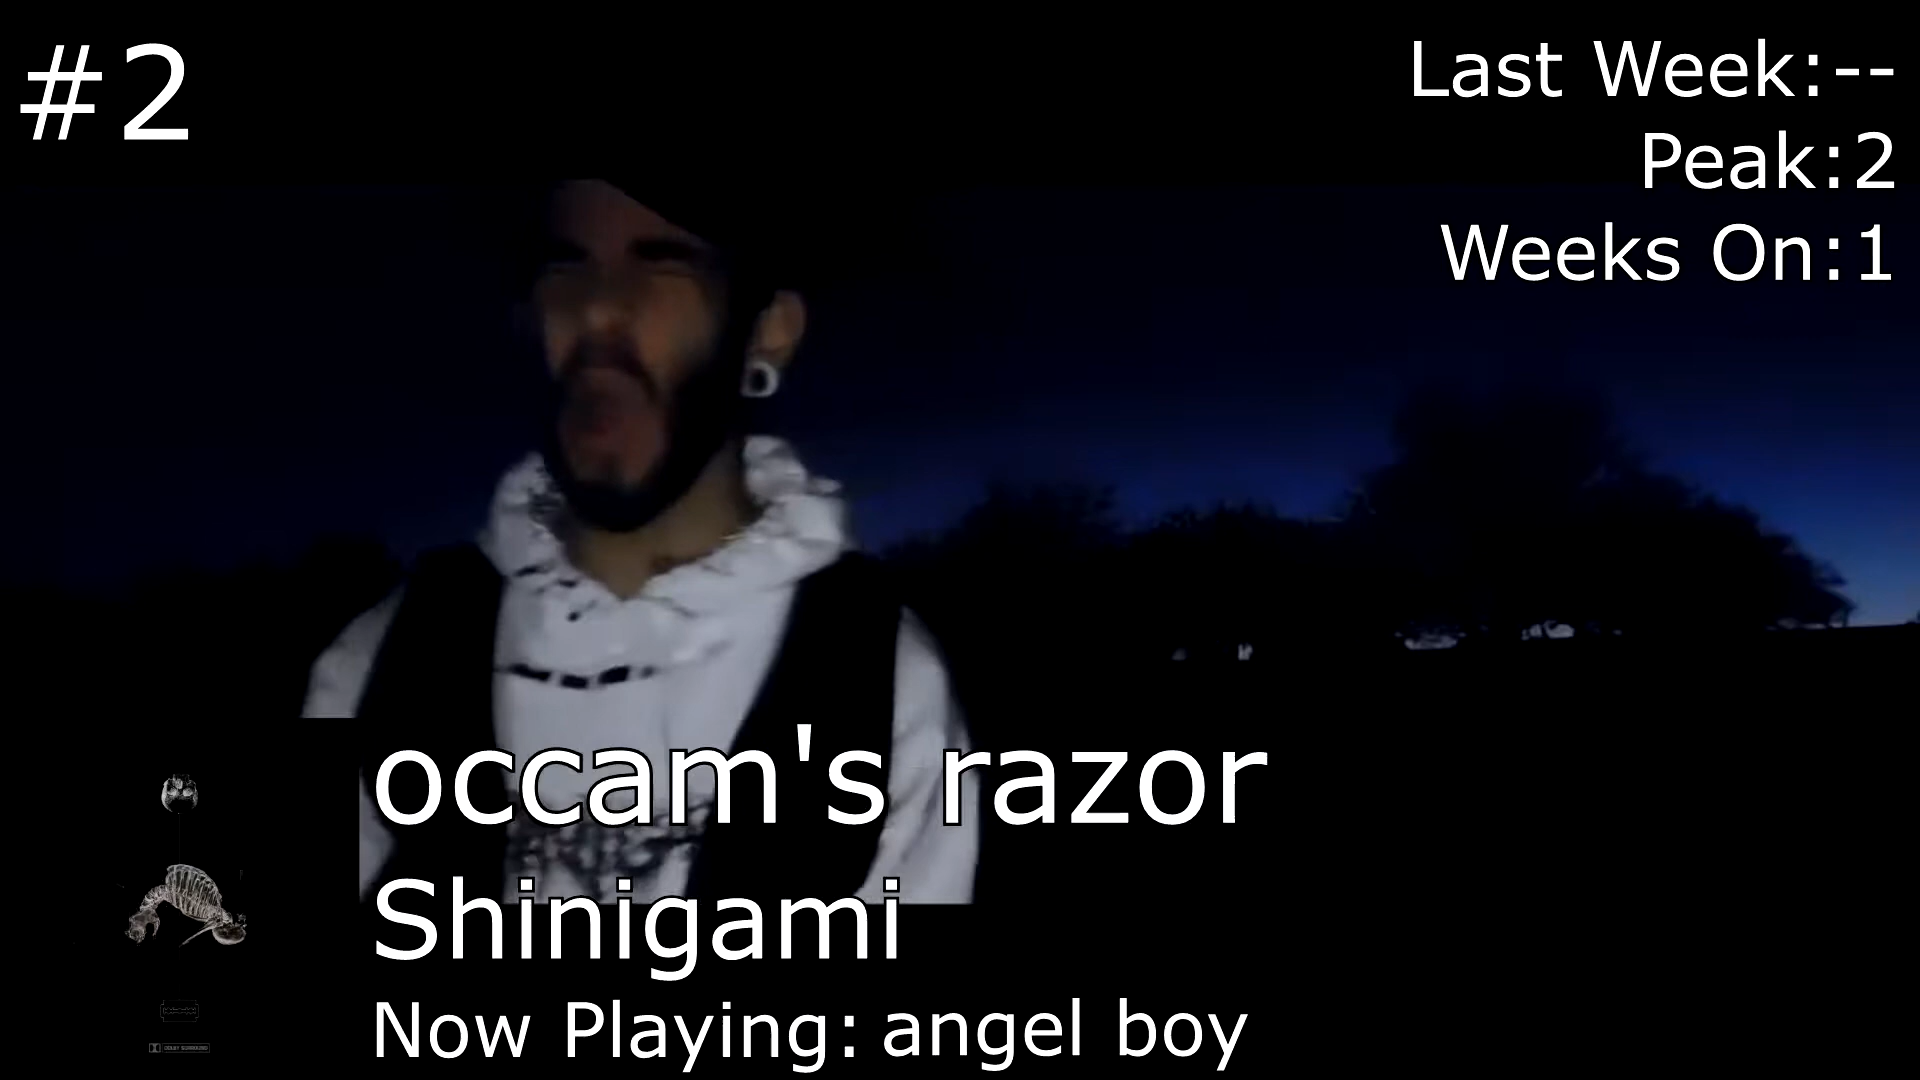 #2
Last Week:--
Peak:2
Weeks On:1
occam's razor
Shinigami
Now Playing: angel boy